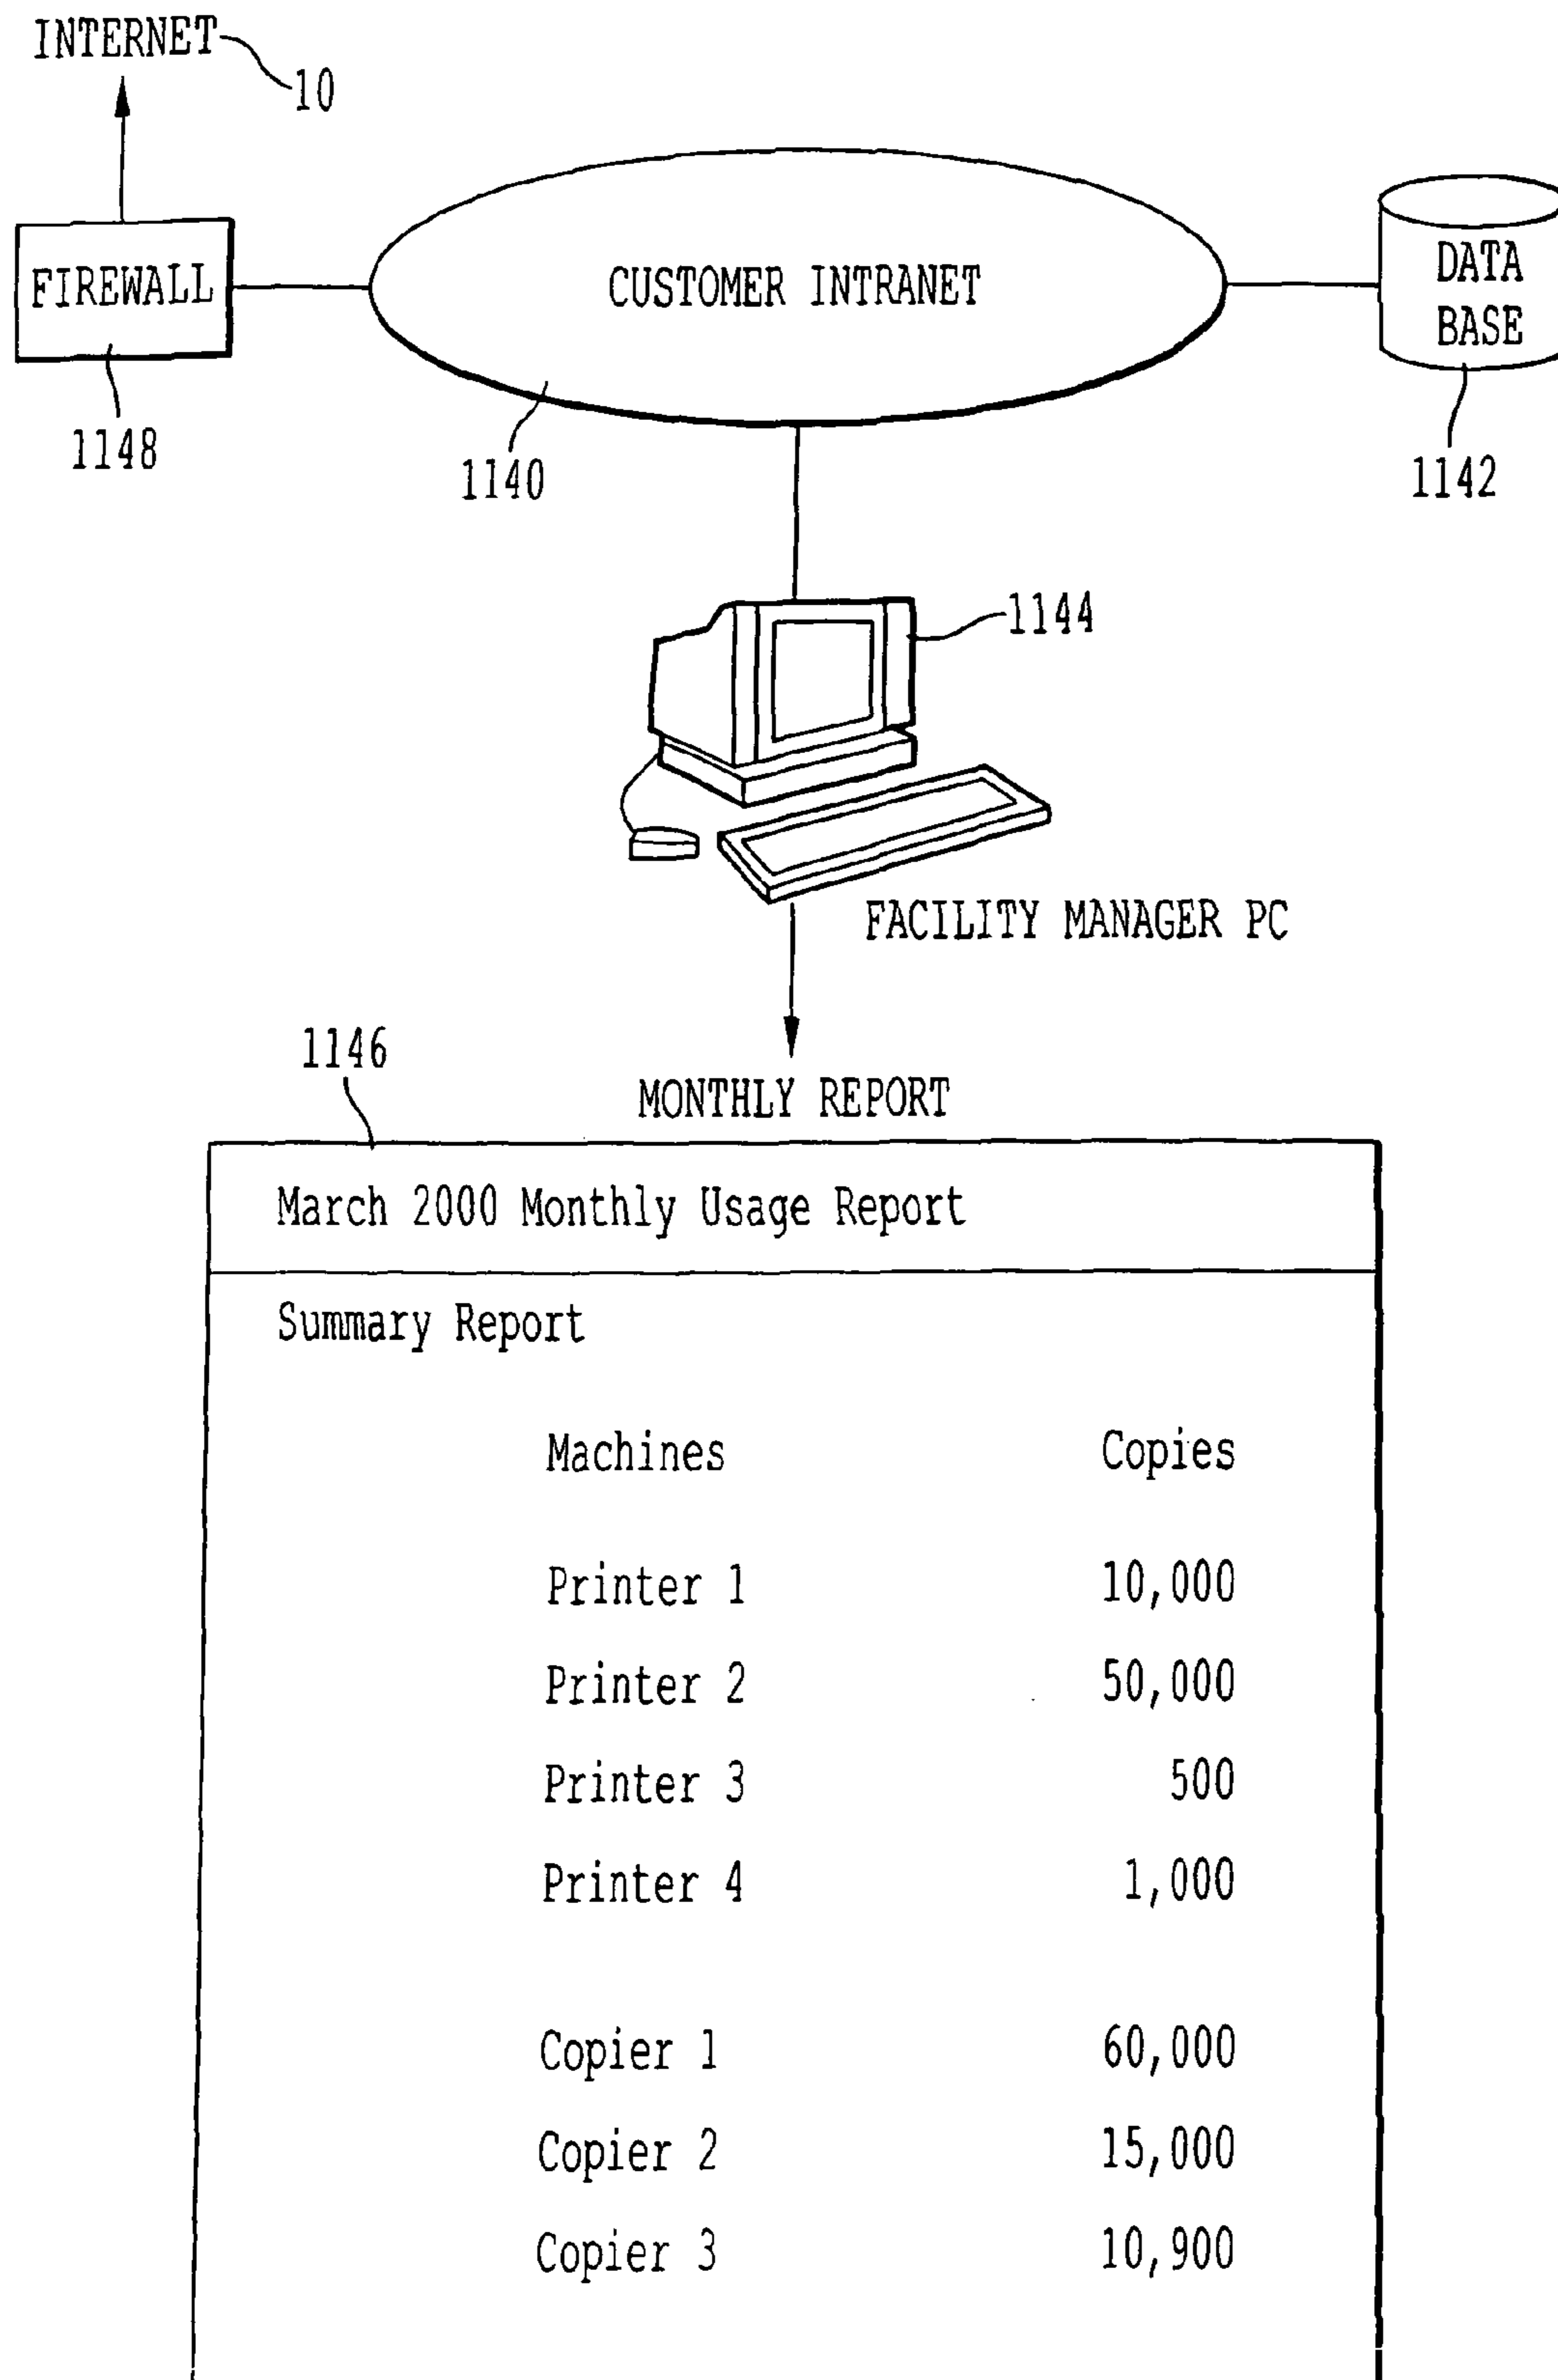 INTERNET
10
FIREWALL
CUSTOMER INTRANET
DATA
BASE
1148
1140
1142
1144
FACILITY MANAGER PC
1146
MONTHLY REPORT
March 2000 Monthly Usage Report
Summary Report
Machines Copies
Printer 1 10,000
Printer 2 50,000
Printer 3 500
Printer 4 1,000
Copier 1 60,000
Copier 2 15,000
Copier 3 10,900